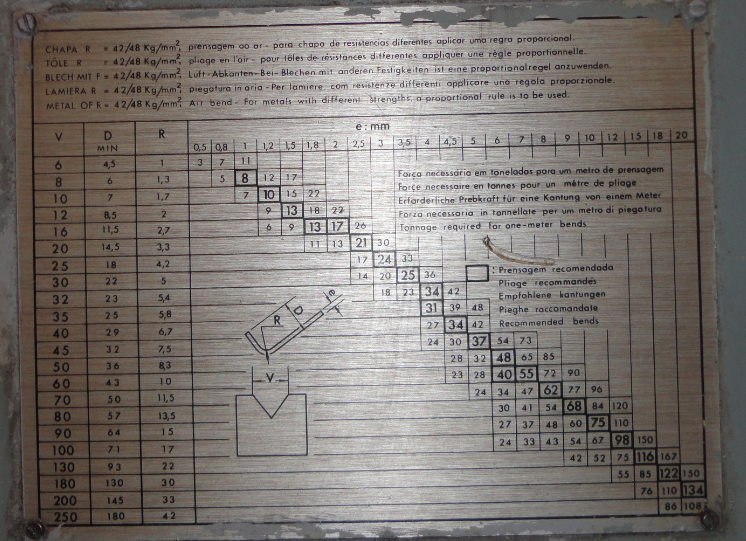 CHAPA R = 42/48 Kg/mm², prensagem ao ar - para chapa de resistencias diferentes aplicar uma regra proporcional.
TÔLE R = 42/48 Kg/mm², pliage en l'air - pour tôles de résistances différentes appliquer une règle proportionnelle.
BLECH MIT F = 42/48 Kg/mm², Luft-Abkanten-Bei-Blechen mit anderen Festigkeiten ist eine proportionalregel anzuwenden.
LAMIERA R = 42/48 Kg/mm², piegatura in aria - Per lamiere, com resistenze differenti applicare una regola proporzionale.
METAL OF R = 42/48 Kg/mm², Air bend - For metals with different Strengths a proportional rule is to be used.
V D MIN R e: mm
0,5 0,8 1 1,2 1,5 1,8 2 2,5 3 3,5 4 4,5 5 6 7 8 9 10 12 15 18 20
6 4,5 1 3 7 11
8 6 1,3 5 8 12 17
10 7 1,7 7 10 15 22
12 8,5 2 9 13 18 22
16 11,5 2,7 6 9 13 17 26
20 14,5 3,3 11 13 21 30
25 18 4,2 17 24 33
30 22 5 14 20 25 36
32 23 5,4 18 23 34 42
35 25 5,8 31 39 48
40 29 6,7 27 34 42
45 32 7,5 24 30 37 54 73
50 36 8,3 28 32 48 65 85
60 43 10 23 28 40 55 72 90
70 50 11,5 24 34 47 62 77 96
80 57 13,5 30 41 54 68 84 120
90 64 15 27 37 48 60 75 110
100 71 17 24 33 43 54 67 98 150
130 93 22 42 52 75 116 167
180 130 30 55 85 122 150
200 145 33 76 110 134
250 180 42 86 108
Força necessária em toneladas para um metro de prensagem
Force necessaire en tonnes pour un mètre de pliage
Erforderliche Prebkraft für eine Kantung von einem Meter
Forza necessaria in tonnellate per um metro di piegatura
Tonnage required for one-meter bends
: Prensagem recomendada
Pliage recommandés
Empfohlene kantungen
Pieghe raccomandate
Recommended bends
R D e
V